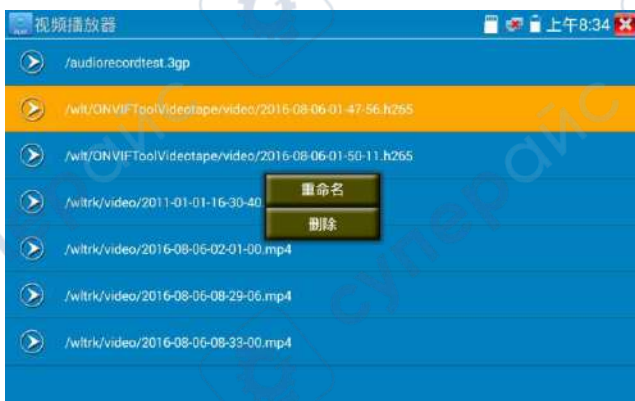 视频播放器
上午8:34
/audiorecordtest.3gp
/wlt/ONVIFToolVideotape/video/2016-08-06-01-47-56.h265
/wlt/ONVIFToolVideotape/video/2016-08-06-01-50-11.h265
重命名
/wltrk/video/2011-01-01-16-30-40
删除
/wltrk/video/2016-08-06-02-01-00.mp4
/wltrk/video/2016-08-06-08-29-06.mp4
/wltrk/video/2016-08-06-08-33-00.mp4